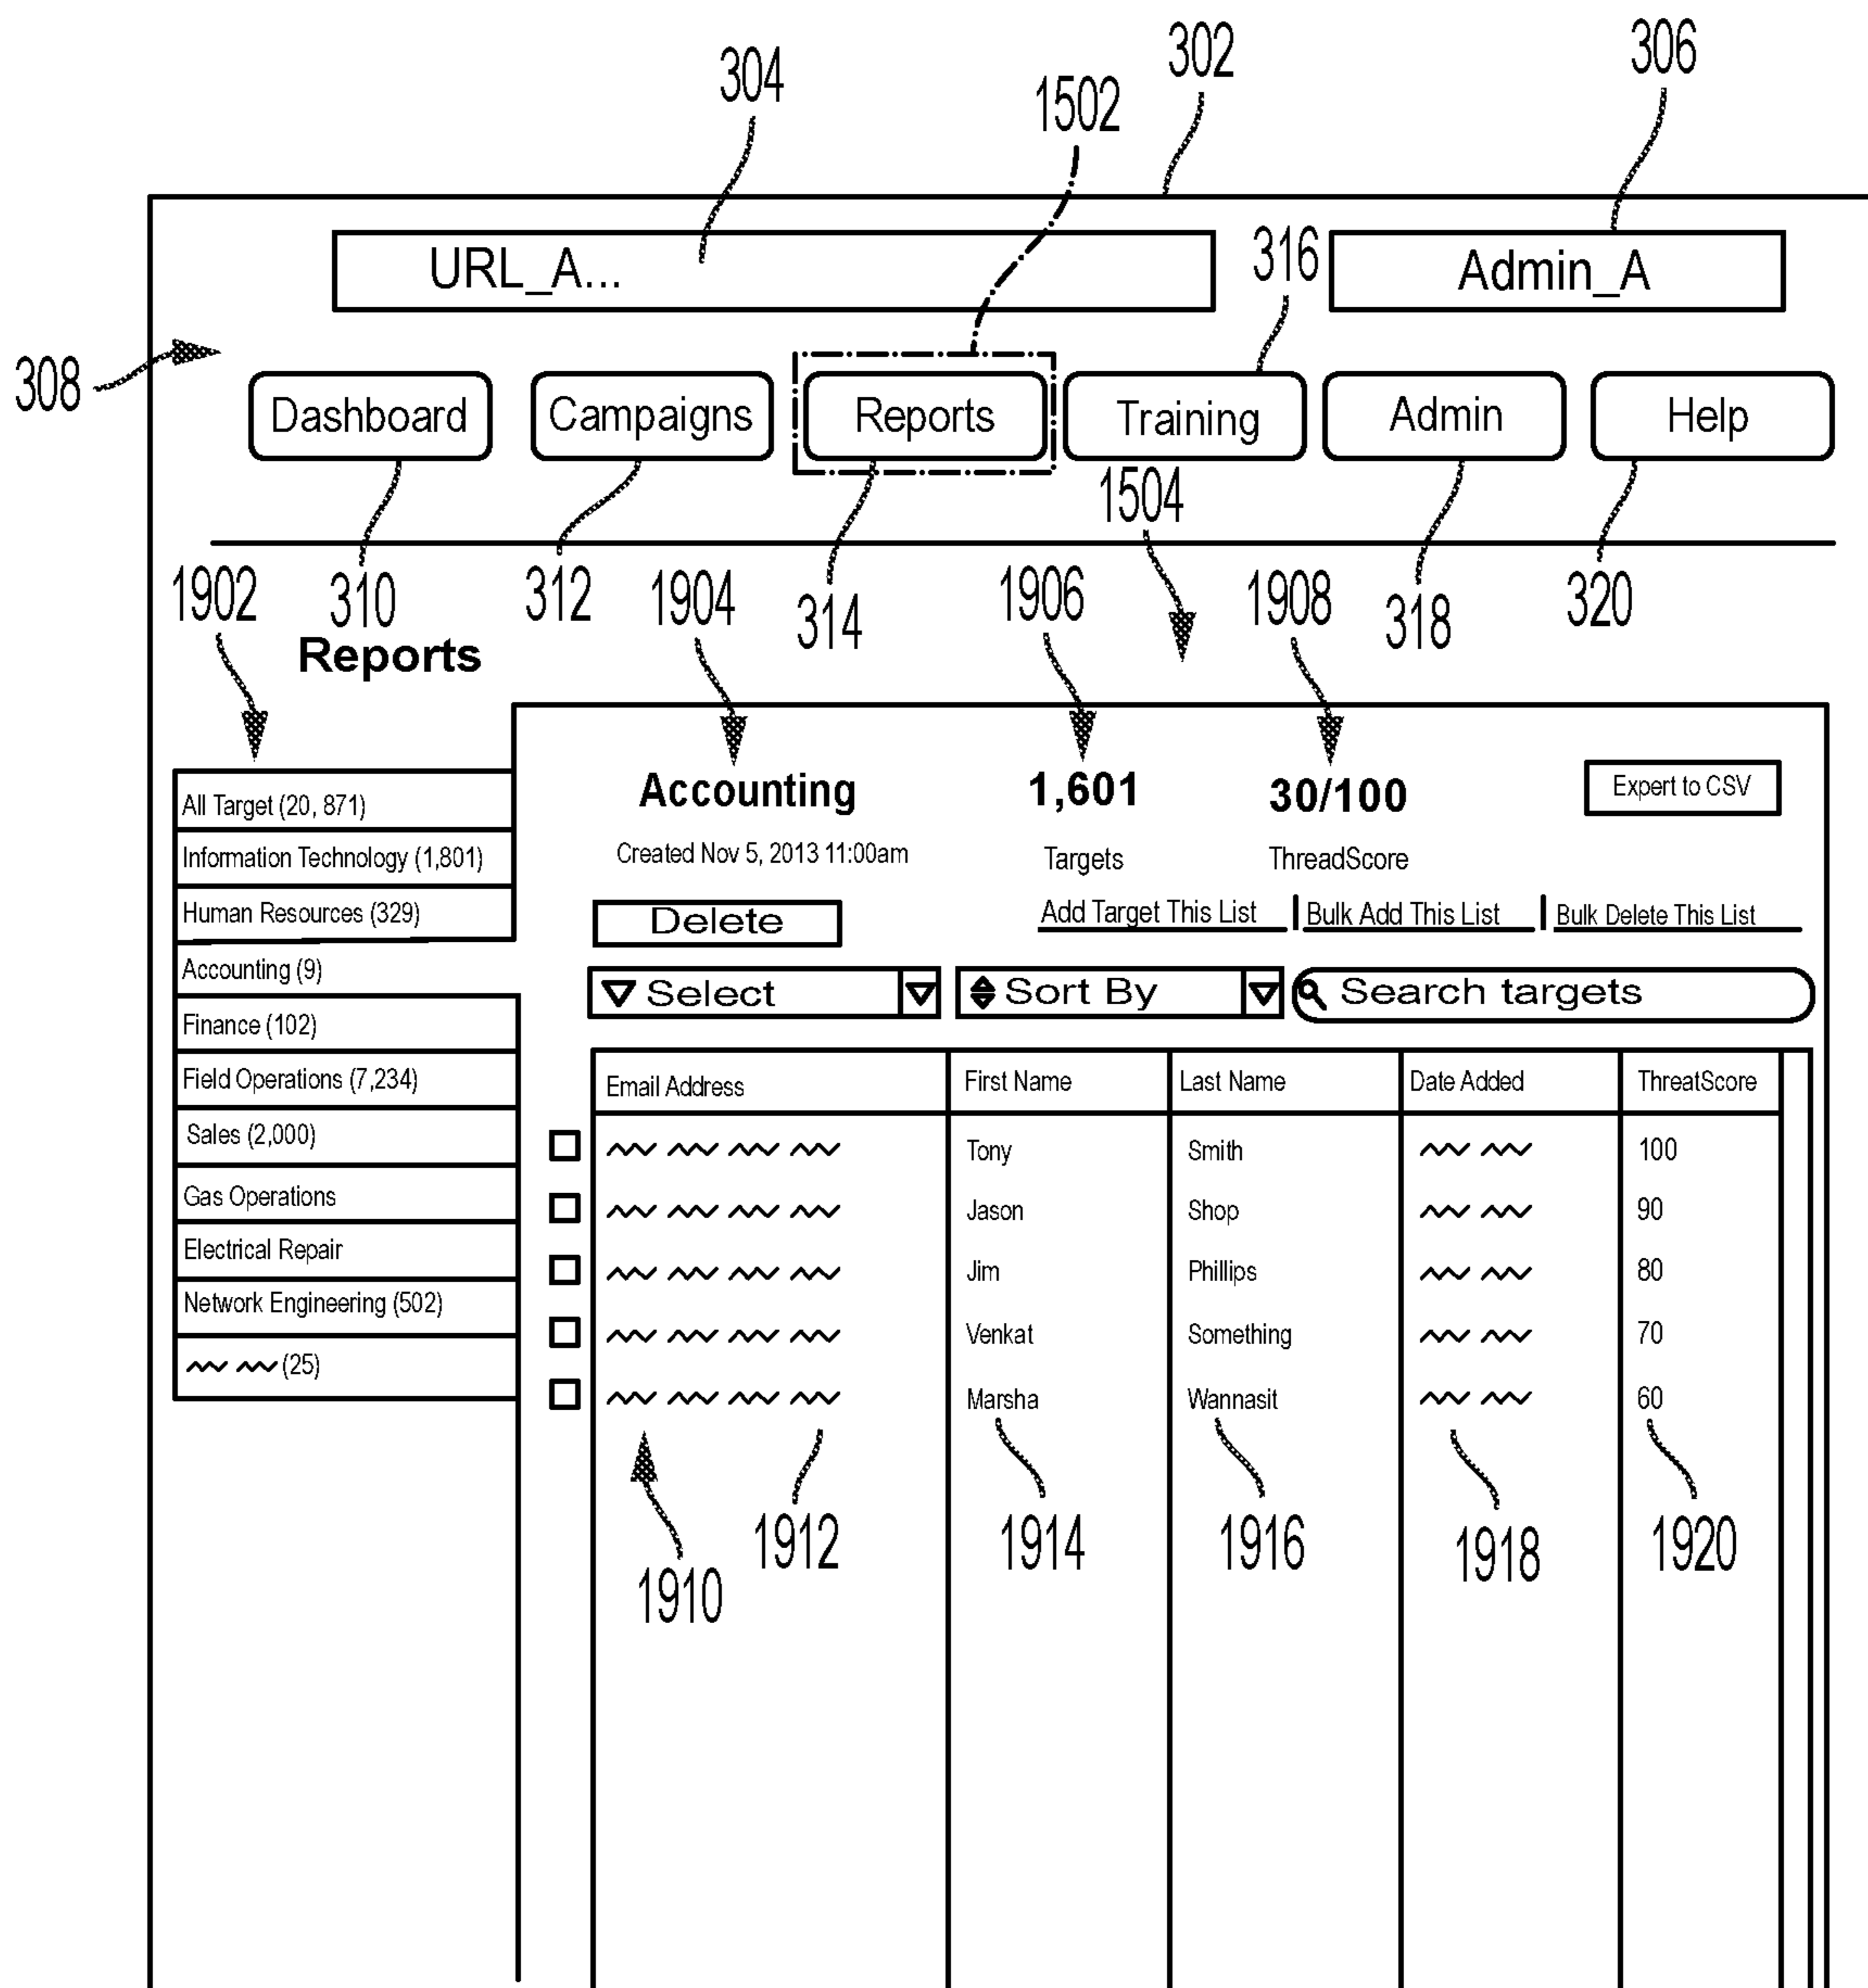 302
306
304
1502
316
URL_A...
Admin_A
308
Dashboard
Campaigns
Reports
Training
Admin
Help
1504
1902
310
312
1904
314
1906
1908
318
320
Reports
Accounting
1,601
30/100
Expert to CSV
Created Nov 5, 2013 11:00am
Targets
ThreadScore
Delete
Add Target This List
Bulk Add This List
Bulk Delete This List
Select
Sort By
Search targets
All Target (20, 871)
Information Technology (1,801)
Human Resources (329)
Accounting (9)
Finance (102)
Field Operations (7,234)
Sales (2,000)
Gas Operations
Electrical Repair
Network Engineering (502)
(25)
Email Address
First Name
Last Name
Date Added
ThreatScore
Tony
Smith
100
Jason
Shop
90
Jim
Phillips
80
Venkat
Something
70
Marsha
Wannasit
60
1910
1912
1914
1916
1918
1920